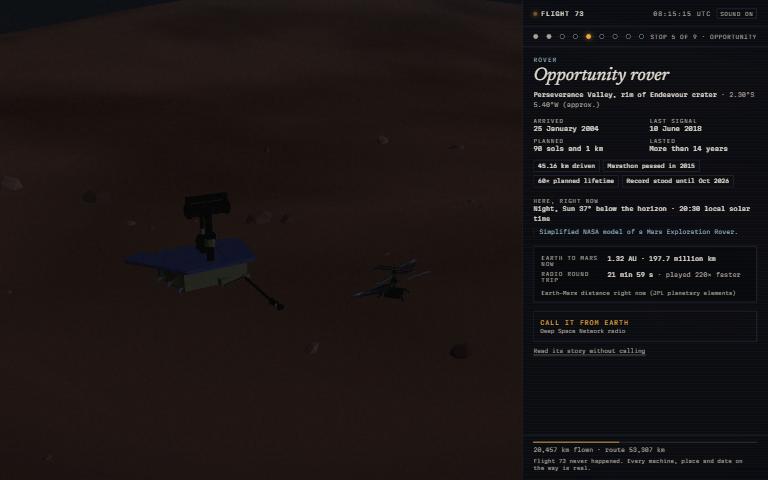 FLIGHT 73
08:15:15 UTC
SOUND ON
STOP 5 OF 9 · OPPORTUNITY
ROVER
Opportunity rover
Perseverance Valley, rim of Endeavour crater · 2.30°S
5.40°W (approx.)
ARRIVED
25 January 2004
LAST SIGNAL
10 June 2018
PLANNED
90 sols and 1 km
LASTED
More than 14 years
45.16 km driven
Marathon passed in 2015
60× planned lifetime
Record stood until Oct 2026
HERE, RIGHT NOW
Night, Sun 37° below the horizon · 20:30 local solar
time
Simplified NASA model of a Mars Exploration Rover.
EARTH TO MARS
NOW
1.32 AU · 197.7 million km
RADIO ROUND
TRIP
21 min 59 s · played 220× faster
Earth–Mars distance right now (JPL planetary elements)
CALL IT FROM EARTH
Deep Space Network radio
Read its story without calling
20,457 km flown · route 53,307 km
Flight 73 never happened. Every machine, place and date on
the way is real.